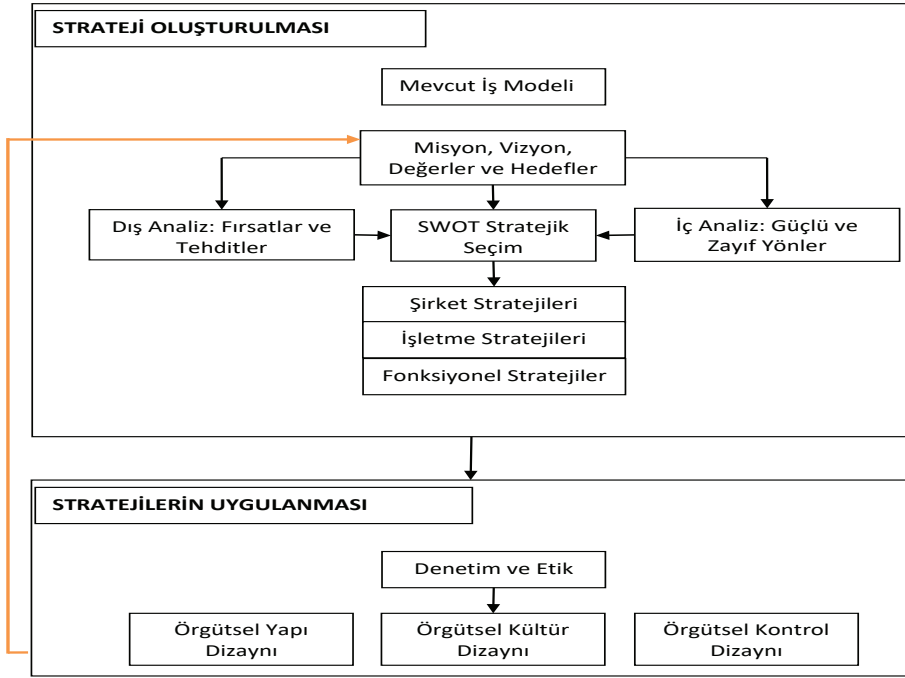 STRATEJİ OLUŞTURULMASI
Mevcut İş Modeli
Misyon, Vizyon,
Değerler ve Hedefler
Dış Analiz: Fırsatlar ve
Tehditler
SWOT Stratejik
Seçim
İç Analiz: Güçlü ve
Zayıf Yönler
Şirket Stratejileri
İşletme Stratejileri
Fonksiyonel Stratejiler
STRATEJİLERİN UYGULANMASI
Denetim ve Etik
Örgütsel Yapı
Dizaynı
Örgütsel Kültür
Dizaynı
Örgütsel Kontrol
Dizaynı